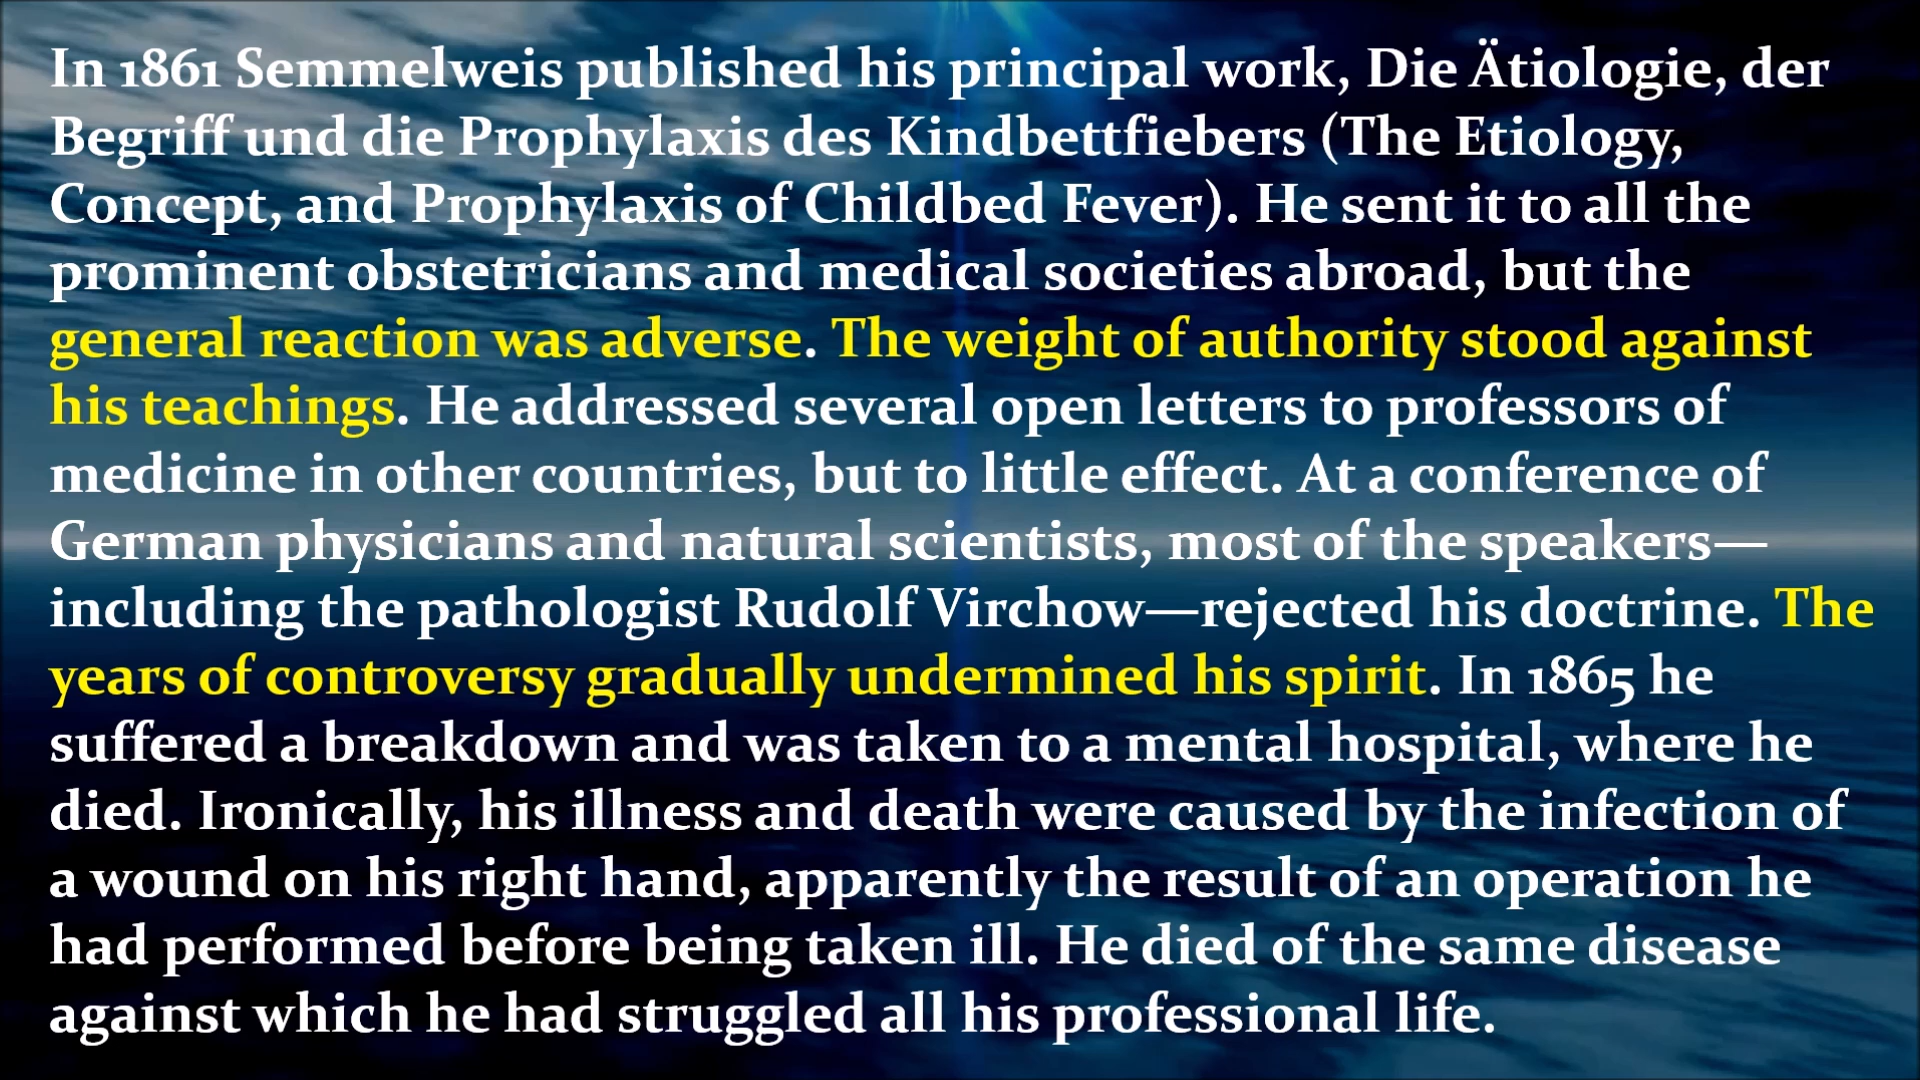 In 1861 Semmelweis published his principal work, Die Ätiologie, der
Begriff und die Prophylaxis des Kindbettfiebers (The Etiology,
Concept, and Prophylaxis of Childbed Fever). He sent it to all the
prominent obstetricians and medical societies abroad, but the
general reaction was adverse. The weight of authority stood against
his teachings. He addressed several open letters to professors of
medicine in other countries, but to little effect. At a conference of
German physicians and natural scientists, most of the speakers—
including the pathologist Rudolf Virchow—rejected his doctrine. The
years of controversy gradually undermined his spirit. In 1865 he
suffered a breakdown and was taken to a mental hospital, where he
died. Ironically, his illness and death were caused by the infection of
a wound on his right hand, apparently the result of an operation he
had performed before being taken ill. He died of the same disease
against which he had struggled all his professional life.